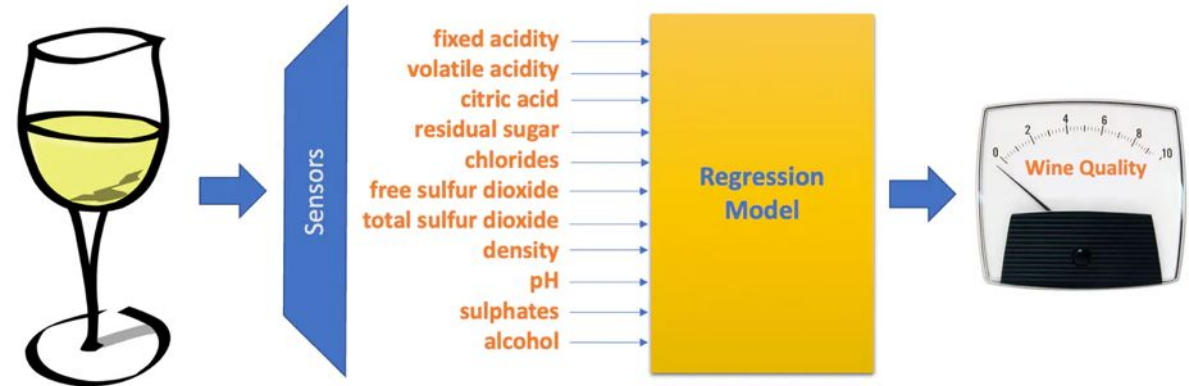 Sensors
fixed acidity
volatile acidity
citric acid
residual sugar
chlorides
free sulfur dioxide
total sulfur dioxide
density
pH
sulphates
alcohol
Regression
Model
0 2 4 6 8 10
Wine Quality